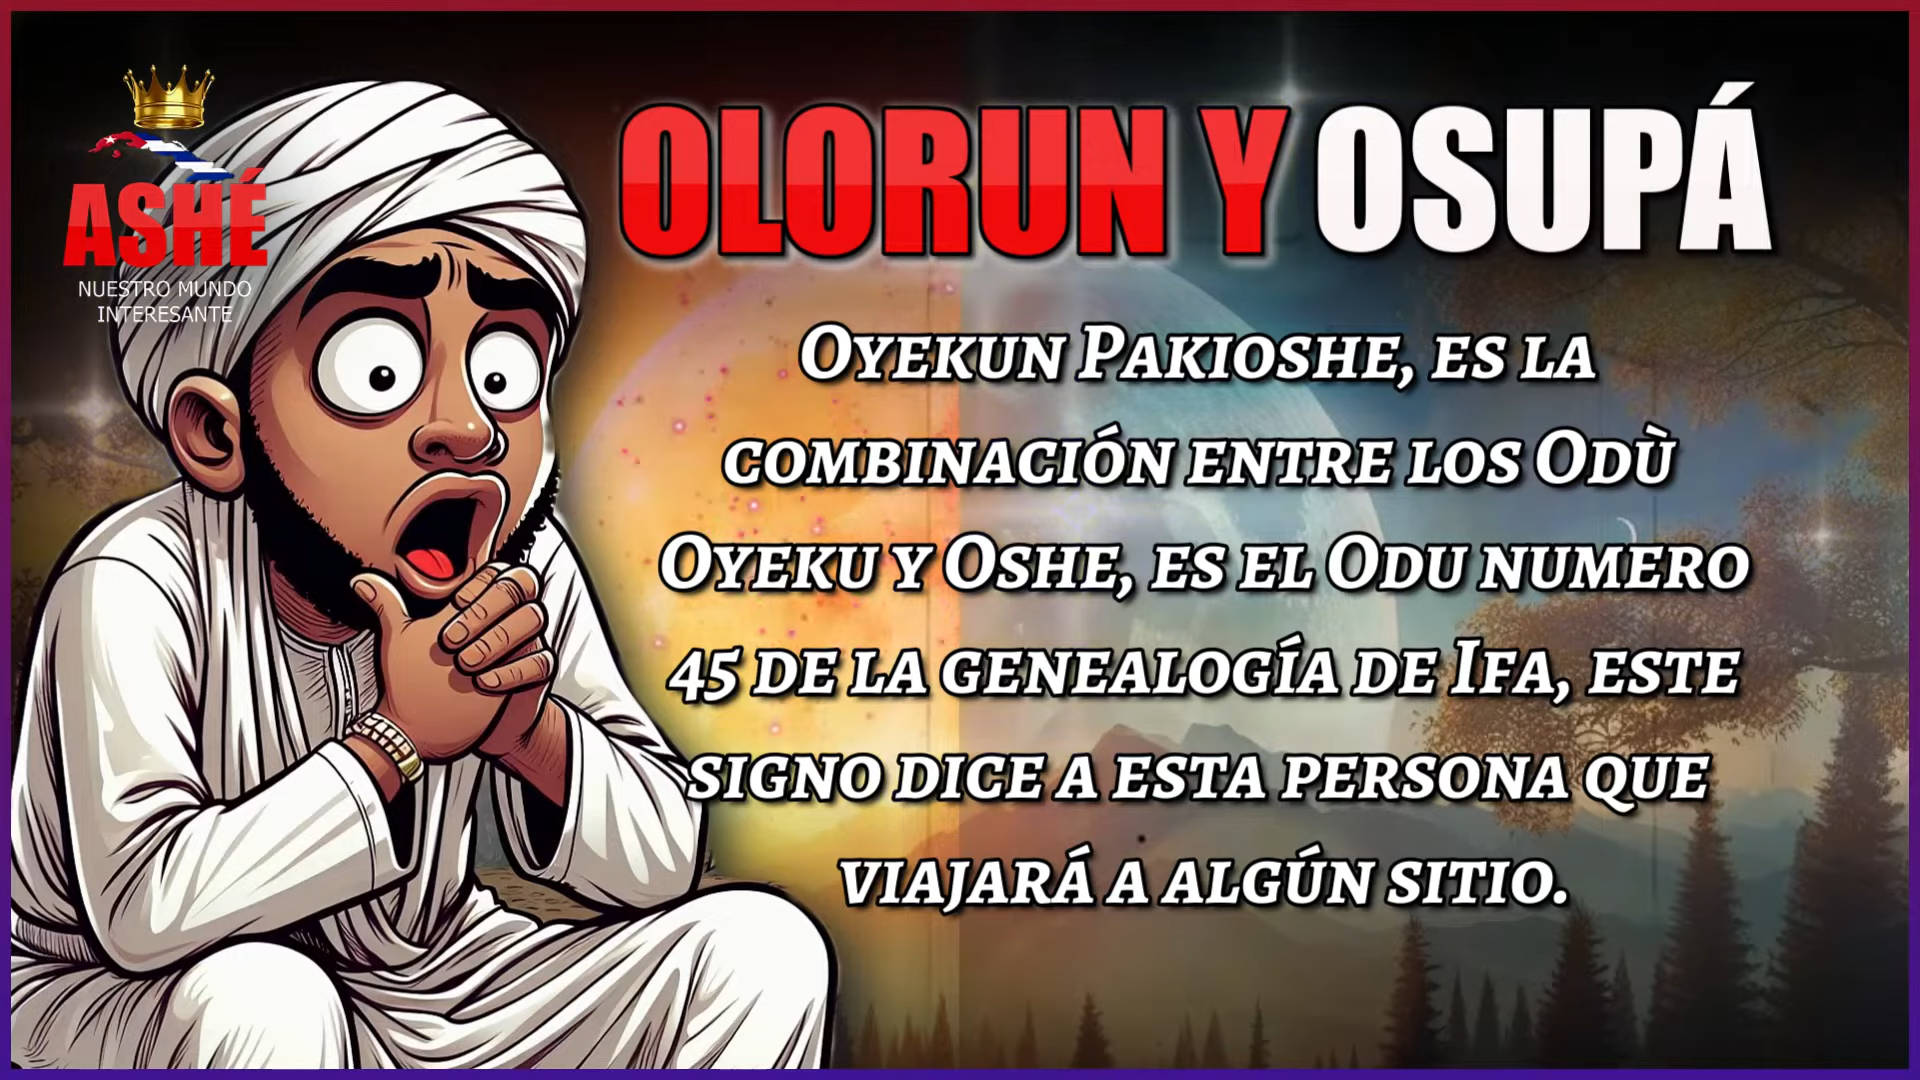 ASHÉ
NUESTRO MUNDO
INTERESANTE
OLORUN Y OSUPÁ
OYEKUN PAKIOSHE, ES LA
COMBINACIÓN ENTRE LOS ODÙ
OYEKU Y OSHE, ES EL ODU NUMERO
45 DE LA GENEALOGÍA DE IFA, ESTE
SIGNO DICE A ESTA PERSONA QUE
VIAJARÁ A ALGÚN SITIO.